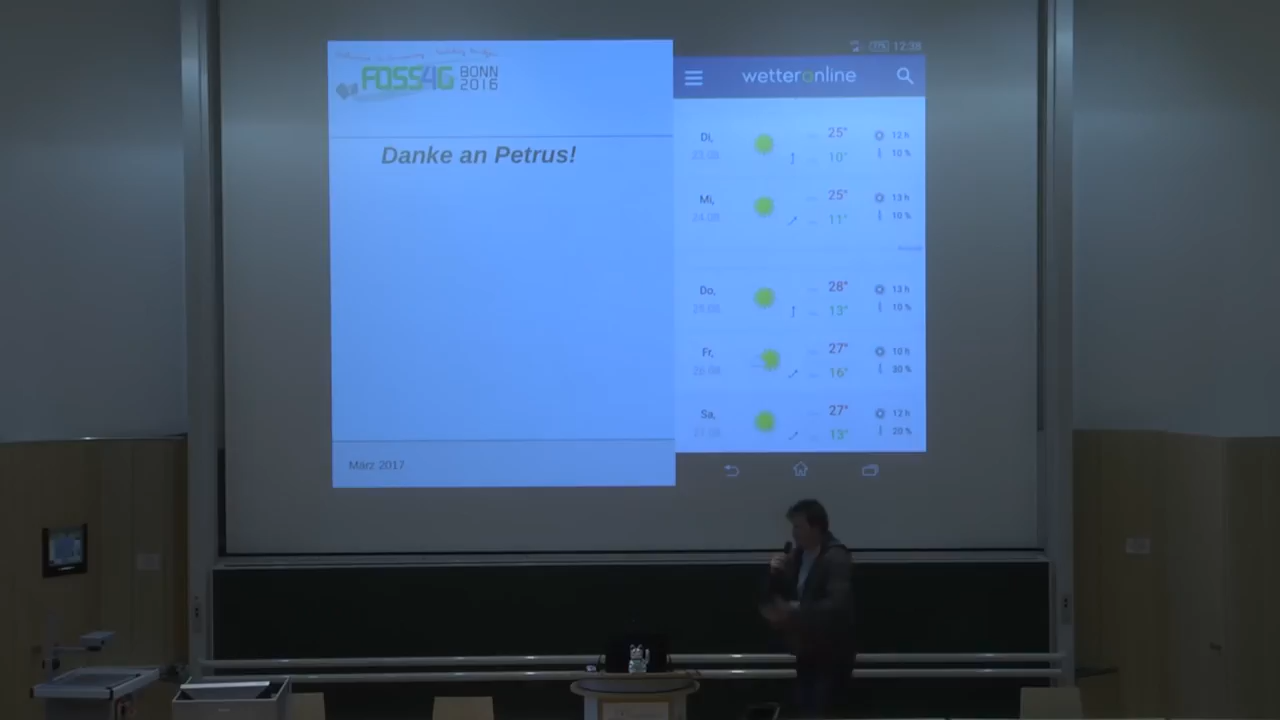 FOSS4G BONN 2016
Danke an Petrus!
März 2017
12:38
wetteronline
Di, 25° 12 h
10° 10 %
Mi, 25° 13 h
11° 10 %
Do, 28° 13 h
13° 10 %
Fr, 27° 10 h
16° 30 %
Sa, 27° 12 h
13° 20 %